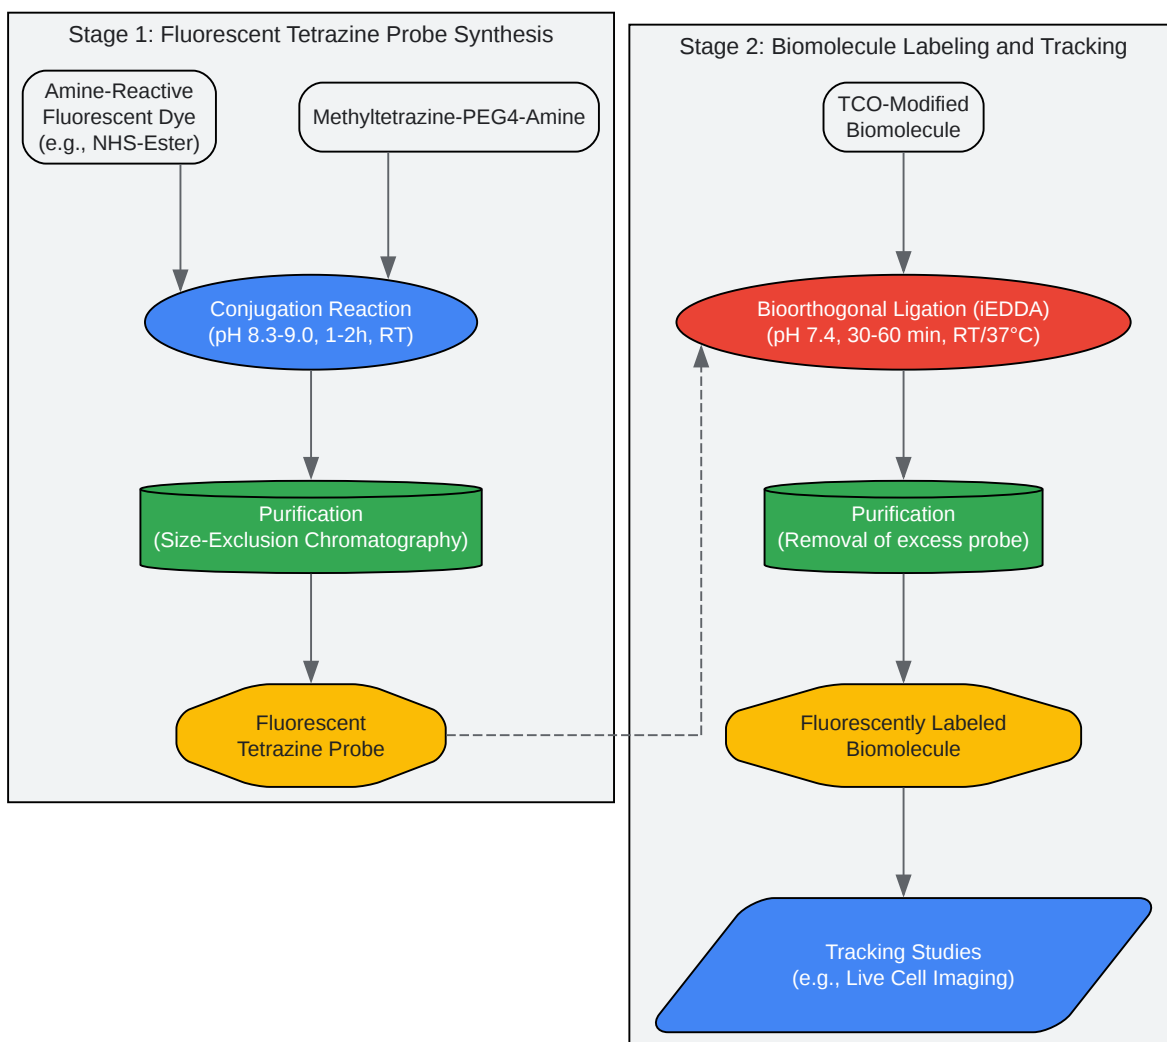 Stage 1: Fluorescent Tetrazine Probe Synthesis
Amine-Reactive
Fluorescent Dye
(e.g., NHS-Ester)
Methyltetrazine-PEG4-Amine
Conjugation Reaction
(pH 8.3-9.0, 1-2h, RT)
Purification
(Size-Exclusion Chromatography)
Fluorescent
Tetrazine Probe
Stage 2: Biomolecule Labeling and Tracking
TCO-Modified
Biomolecule
Bioorthogonal Ligation (iEDDA)
(pH 7.4, 30-60 min, RT/37°C)
Purification
(Removal of excess probe)
Fluorescently Labeled
Biomolecule
Tracking Studies
(e.g., Live Cell Imaging)